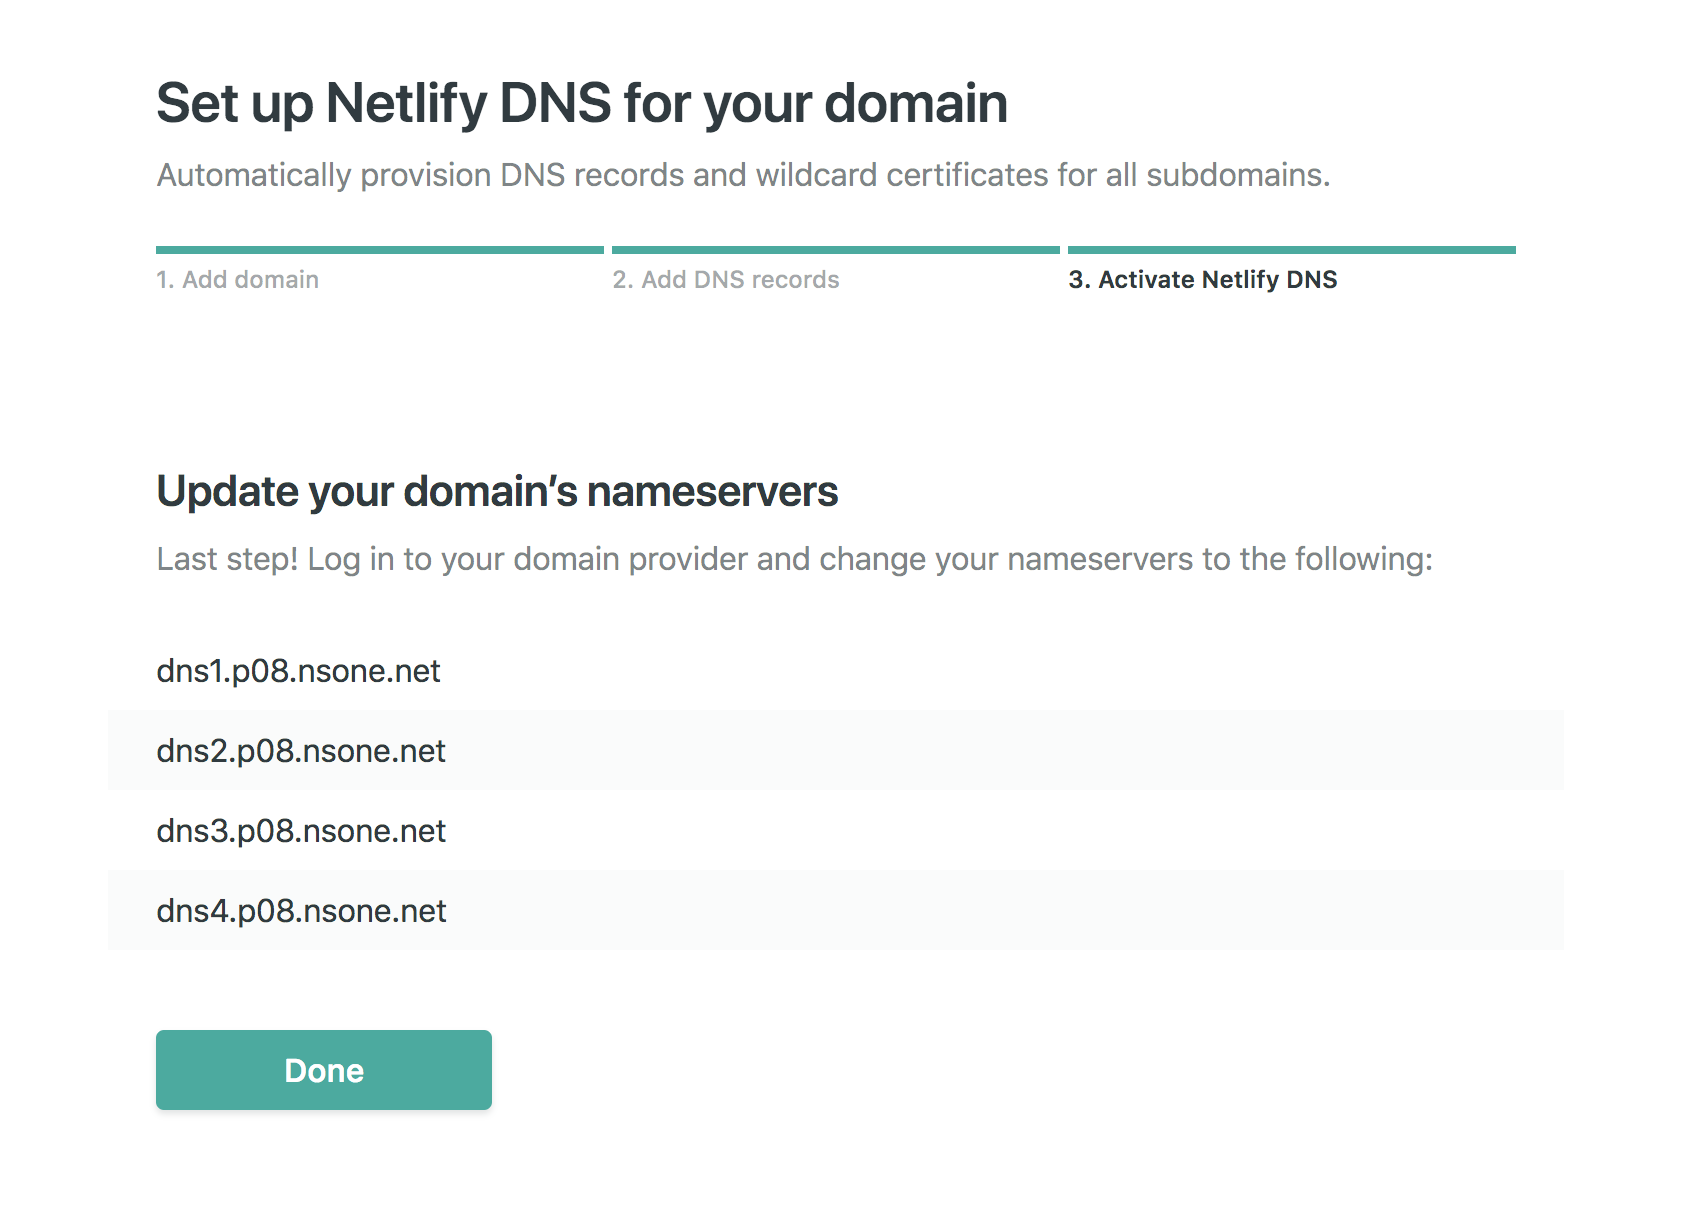 Set up Netlify DNS for your domain
Automatically provision DNS records and wildcard certificates for all subdomains.
1. Add domain
2. Add DNS records
3. Activate Netlify DNS
Update your domain’s nameservers
Last step! Log in to your domain provider and change your nameservers to the following:
dns1.p08.nsone.net
dns2.p08.nsone.net
dns3.p08.nsone.net
dns4.p08.nsone.net
Done